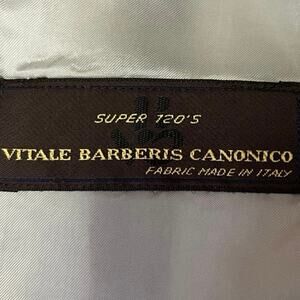 SUPER 120'S
VITALE BARBERIS CANONICO
FABRIC MADE IN ITALY